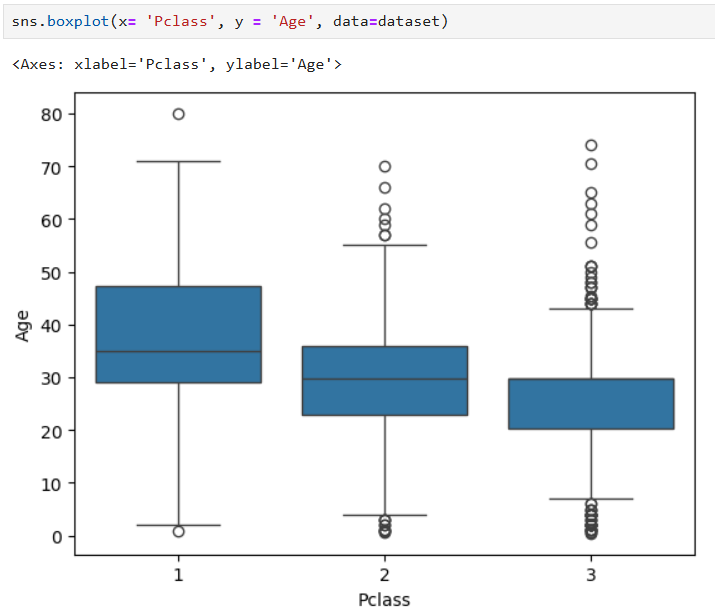 sns.boxplot(x= 'Pclass', y = 'Age', data=dataset)
<Axes: xlabel='Pclass', ylabel='Age'>
80
70
60
50
40
30
20
10
0
Age
1 2 3
Pclass